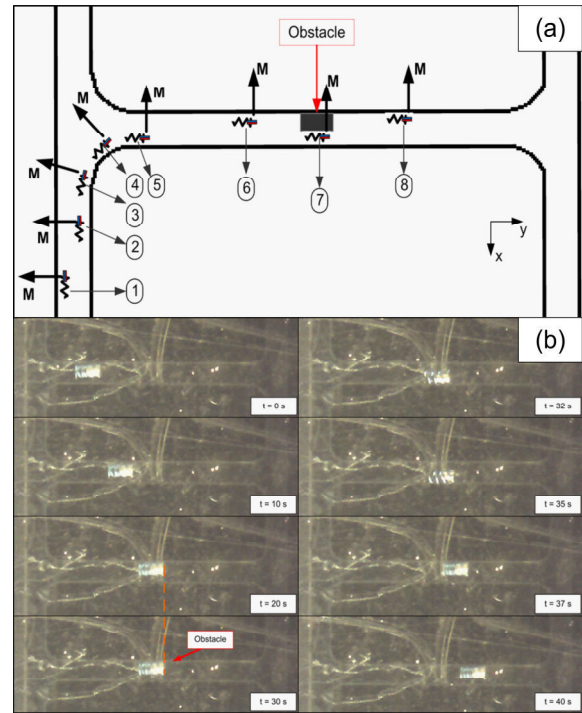 (a)
Obstacle
M
M
M
M
M
M
M
M
4
5
6
7
8
3
2
1
y
x
(b)
t = 0 s
t = 32 s
t = 10 s
t = 35 s
t = 20 s
t = 37 s
Obstacle
t = 30 s
t = 40 s